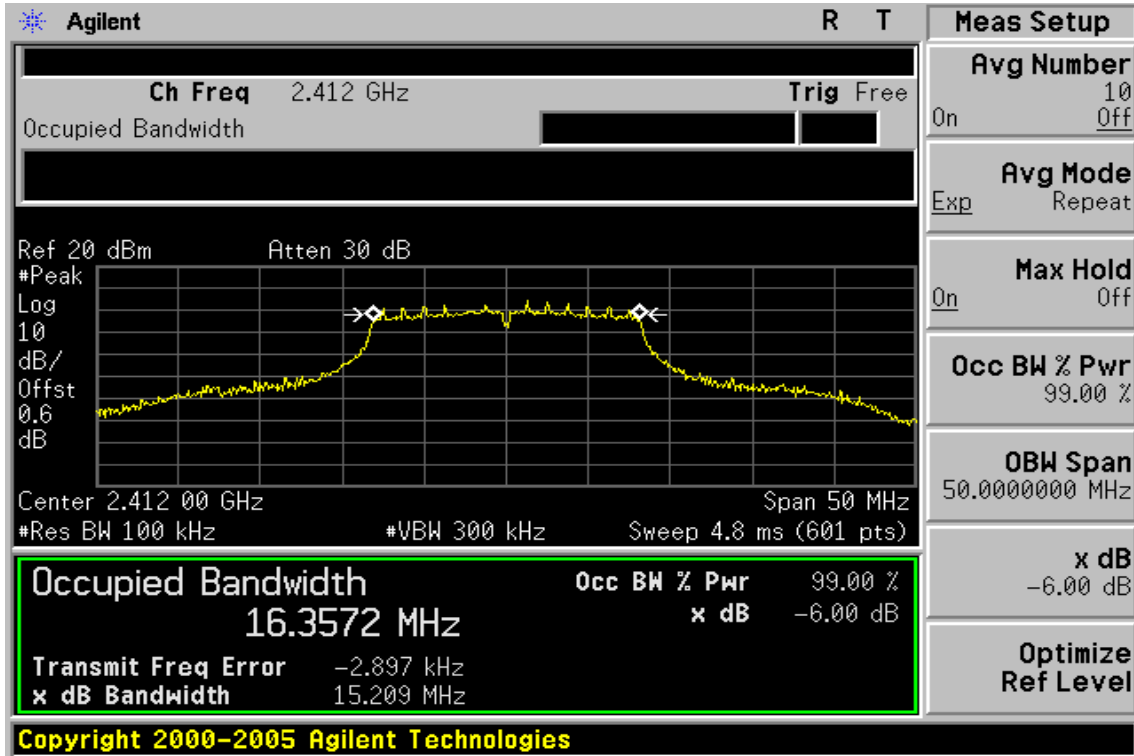 Agilent R T
Meas Setup
Ch Freq 2.412 GHz Trig Free
Occupied Bandwidth
Ref 20 dBm Atten 30 dB
#Peak
Log
10
dB/
Offst
0.6
dB
Center 2.412 00 GHz Span 50 MHz
#Res BW 100 kHz #VBW 300 kHz Sweep 4.8 ms (601 pts)
Occupied Bandwidth
16.3572 MHz
Occ BW % Pwr 99.00 %
x dB -6.00 dB
Transmit Freq Error -2.897 kHz
x dB Bandwidth 15.209 MHz
Avg Number
10
On Off
Avg Mode
Exp Repeat
Max Hold
On Off
Occ BW % Pwr
99.00 %
OBW Span
50.0000000 MHz
x dB
-6.00 dB
Optimize
Ref Level
Copyright 2000-2005 Agilent Technologies